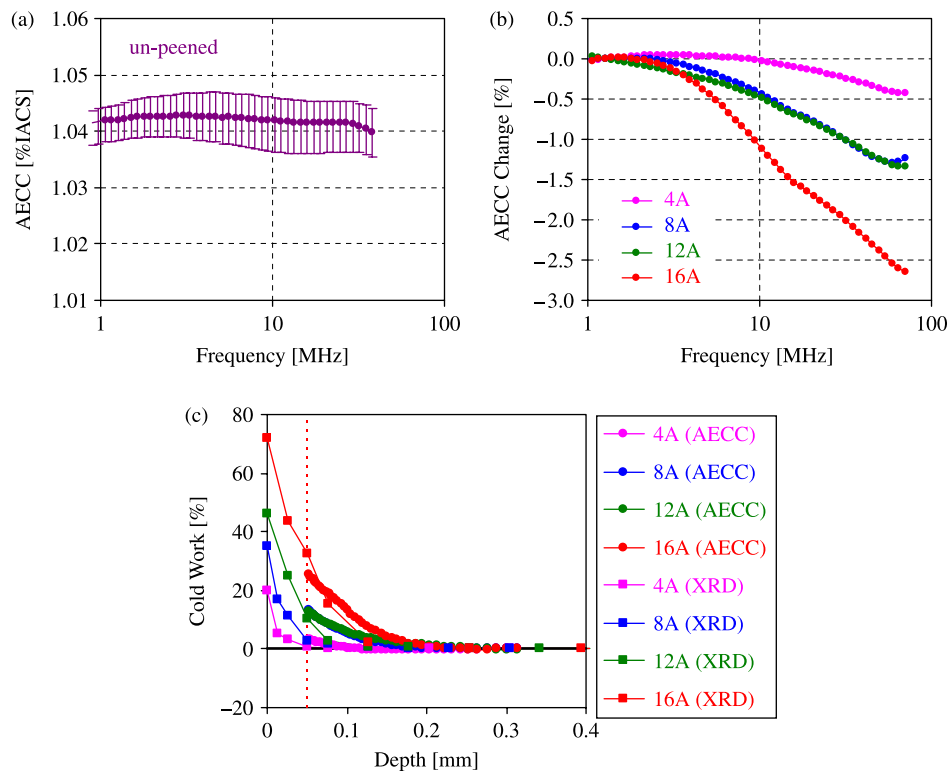 (a)
1.06
1.05
1.04
1.03
1.02
1.01
AECC [%IACS]
un-peened
1
10
100
Frequency [MHz]
(b)
0.5
0.0
−0.5
−1.0
−1.5
−2.0
−2.5
−3.0
AECC Change [%]
4A
8A
12A
16A
1
10
100
Frequency [MHz]
(c)
80
60
40
20
0
−20
Cold Work [%]
0
0.1
0.2
0.3
0.4
Depth [mm]
4A (AECC)
8A (AECC)
12A (AECC)
16A (AECC)
4A (XRD)
8A (XRD)
12A (XRD)
16A (XRD)